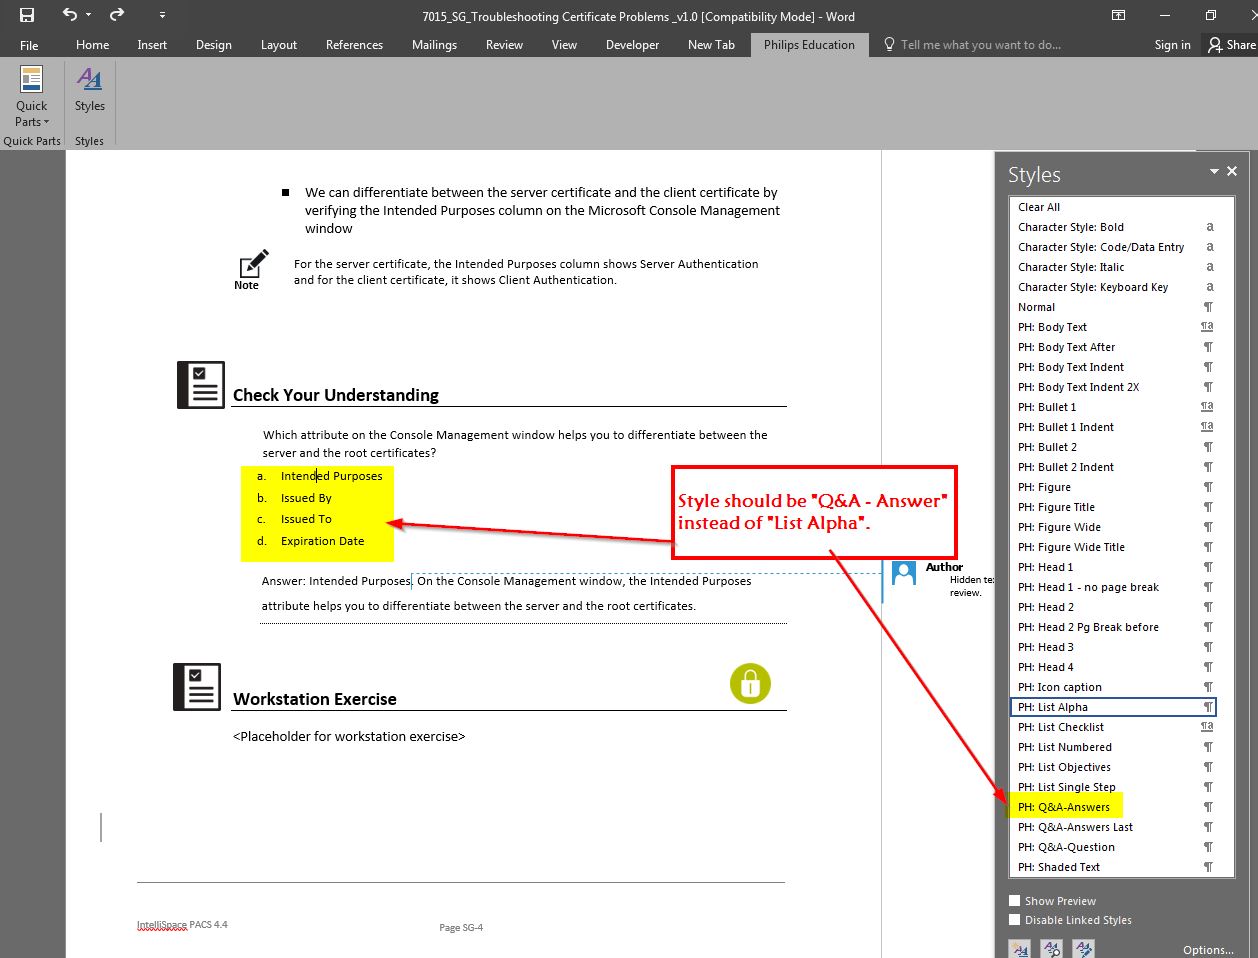 7015_SG_Troubleshooting Certificate Problems _v1.0 [Compatibility Mode] - Word
File Home Insert Design Layout References Mailings Review View Developer New Tab Philips Education Tell me what you want to do... Sign in Share
Quick Parts
Styles
Quick Parts Styles
We can differentiate between the server certificate and the client certificate by
verifying the Intended Purposes column on the Microsoft Console Management
window
Note
For the server certificate, the Intended Purposes column shows Server Authentication
and for the client certificate, it shows Client Authentication.
Check Your Understanding
Which attribute on the Console Management window helps you to differentiate between the
server and the root certificates?
a. Intended Purposes
b. Issued By
c. Issued To
d. Expiration Date
Style should be "Q&A - Answer"
instead of "List Alpha".
Answer: Intended Purposes. On the Console Management window, the Intended Purposes
attribute helps you to differentiate between the server and the root certificates.
Author
Hidden te
review.
Workstation Exercise
<Placeholder for workstation exercise>
IntelliSpace PACS 4.4
Page SG-4
Styles
Clear All
Character Style: Bold a
Character Style: Code/Data Entry a
Character Style: Italic a
Character Style: Keyboard Key a
Normal ¶
PH: Body Text ¶a
PH: Body Text After ¶
PH: Body Text Indent ¶
PH: Body Text Indent 2X ¶
PH: Bullet 1 ¶a
PH: Bullet 1 Indent ¶a
PH: Bullet 2 ¶
PH: Bullet 2 Indent ¶
PH: Figure ¶
PH: Figure Title ¶
PH: Figure Wide ¶
PH: Figure Wide Title ¶
PH: Head 1 ¶
PH: Head 1 - no page break ¶
PH: Head 2 ¶
PH: Head 2 Pg Break before ¶
PH: Head 3 ¶
PH: Head 4 ¶
PH: Icon caption ¶
PH: List Alpha ¶
PH: List Checklist ¶a
PH: List Numbered ¶
PH: List Objectives ¶
PH: List Single Step ¶
PH: Q&A-Answers ¶
PH: Q&A-Answers Last ¶
PH: Q&A-Question ¶
PH: Shaded Text ¶
Show Preview
Disable Linked Styles
Options...